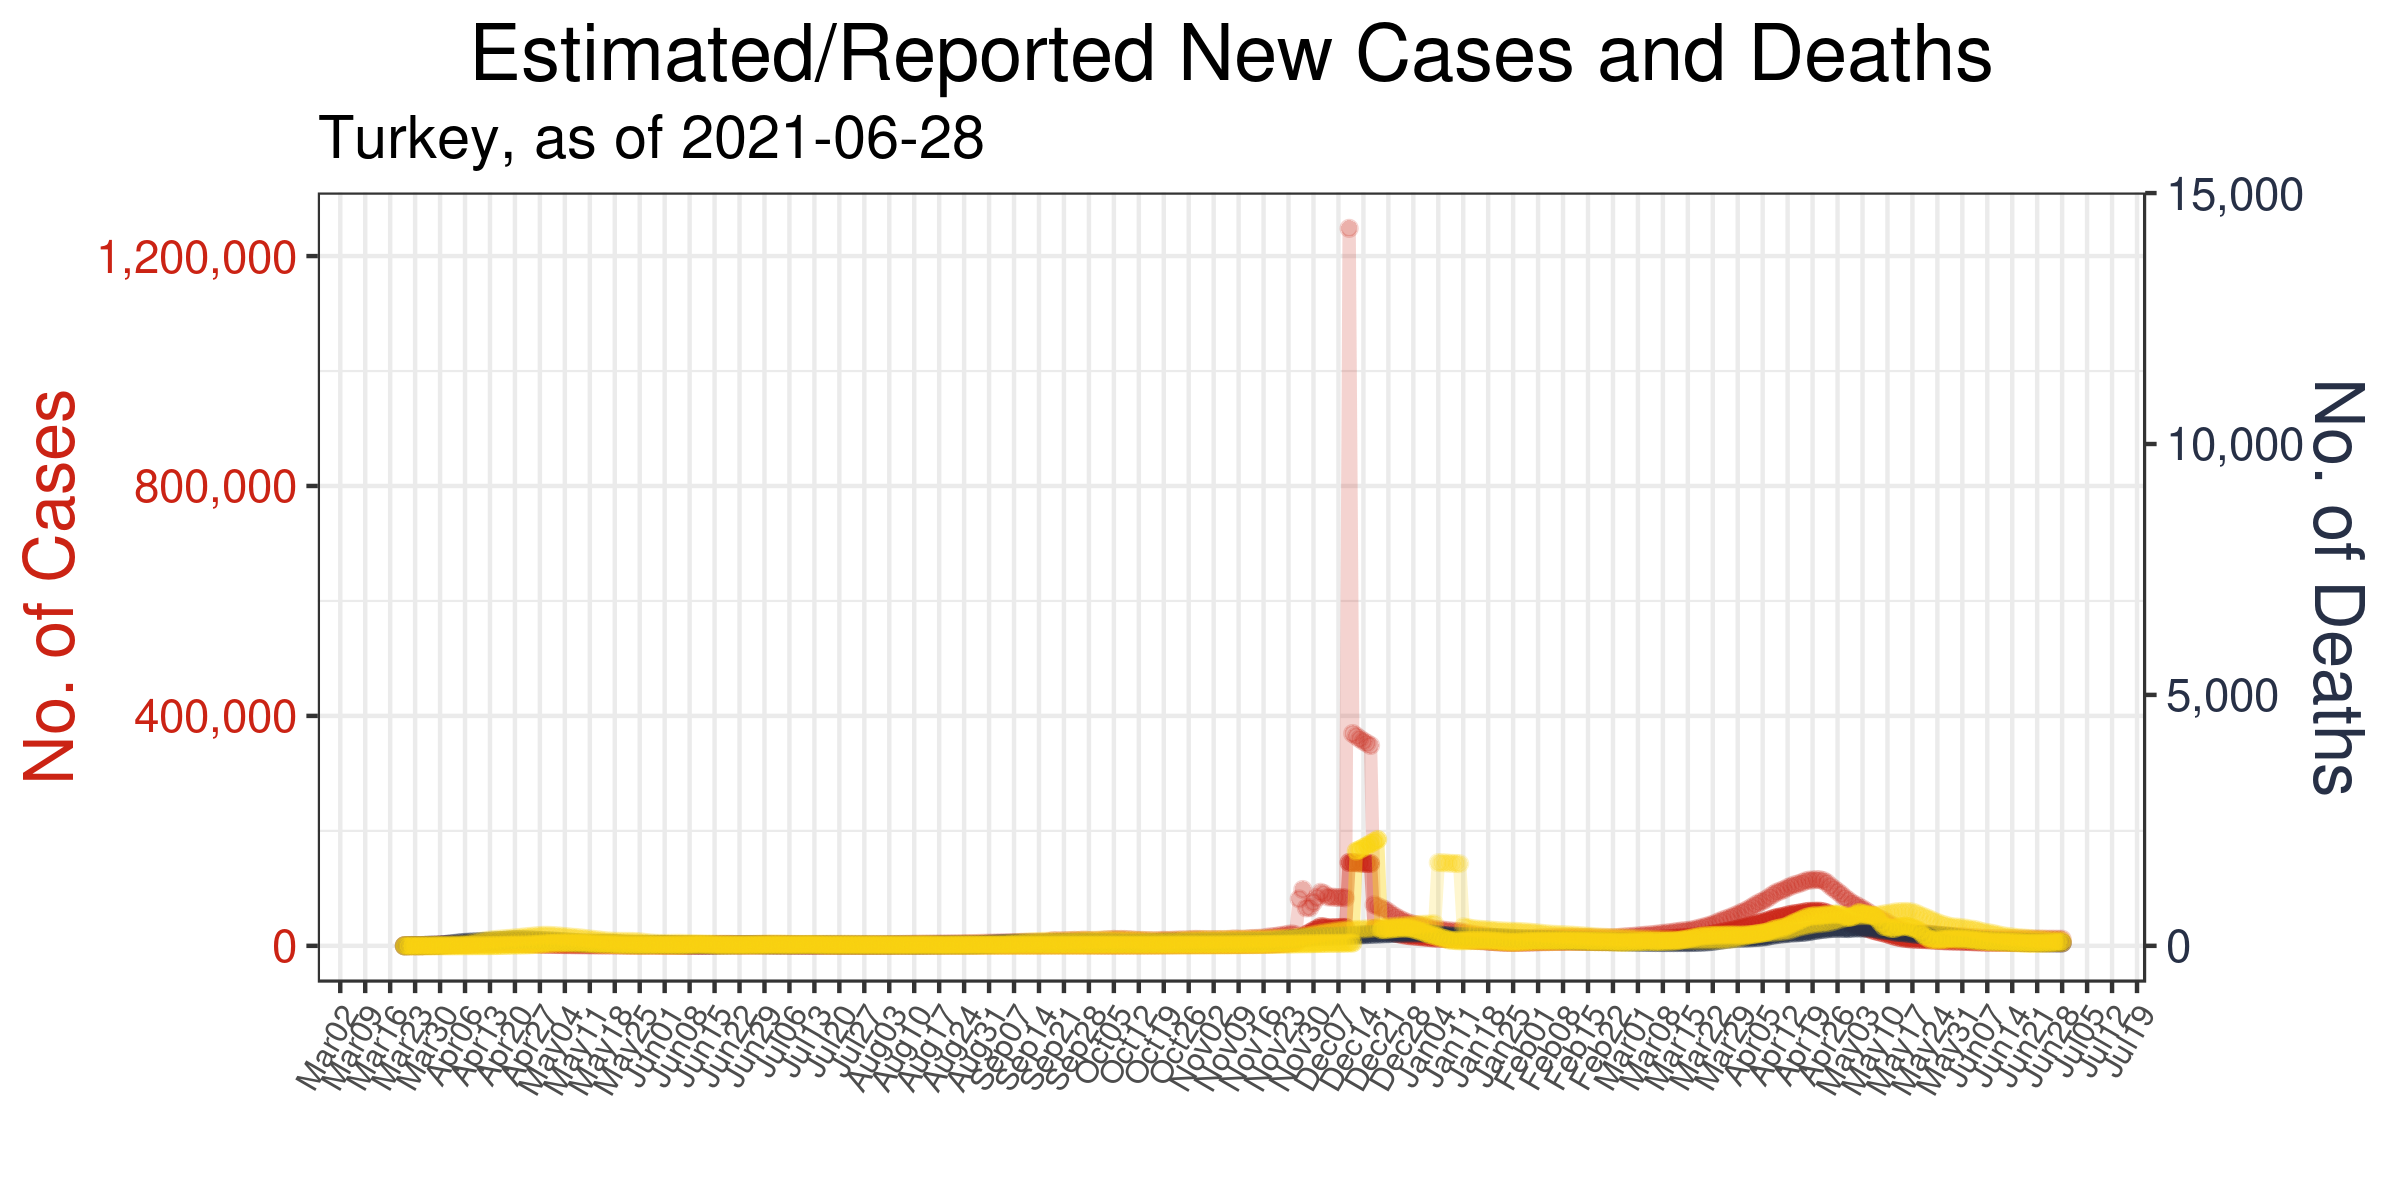 Estimated/Reported New Cases and Deaths
Turkey, as of 2021-06-28
No. of Cases
1,200,000
800,000
400,000
0
15,000
10,000
5,000
0
No. of Deaths
Mar02
Mar09
Mar16
Mar23
Mar30
Apr06
Apr13
Apr20
Apr27
May04
May11
May18
May25
Jun01
Jun08
Jun15
Jun22
Jun29
Jul06
Jul13
Jul20
Jul27
Aug03
Aug10
Aug17
Aug24
Aug31
Sep07
Sep14
Sep21
Sep28
Oct05
Oct12
Oct19
Oct26
Nov02
Nov09
Nov16
Nov23
Nov30
Dec07
Dec14
Dec21
Dec28
Jan04
Jan11
Jan18
Jan25
Feb01
Feb08
Feb15
Feb22
Mar01
Mar08
Mar15
Mar22
Mar29
Apr05
Apr12
Apr19
Apr26
May03
May10
May17
May24
May31
Jun07
Jun14
Jun21
Jun28
Jul05
Jul12
Jul19